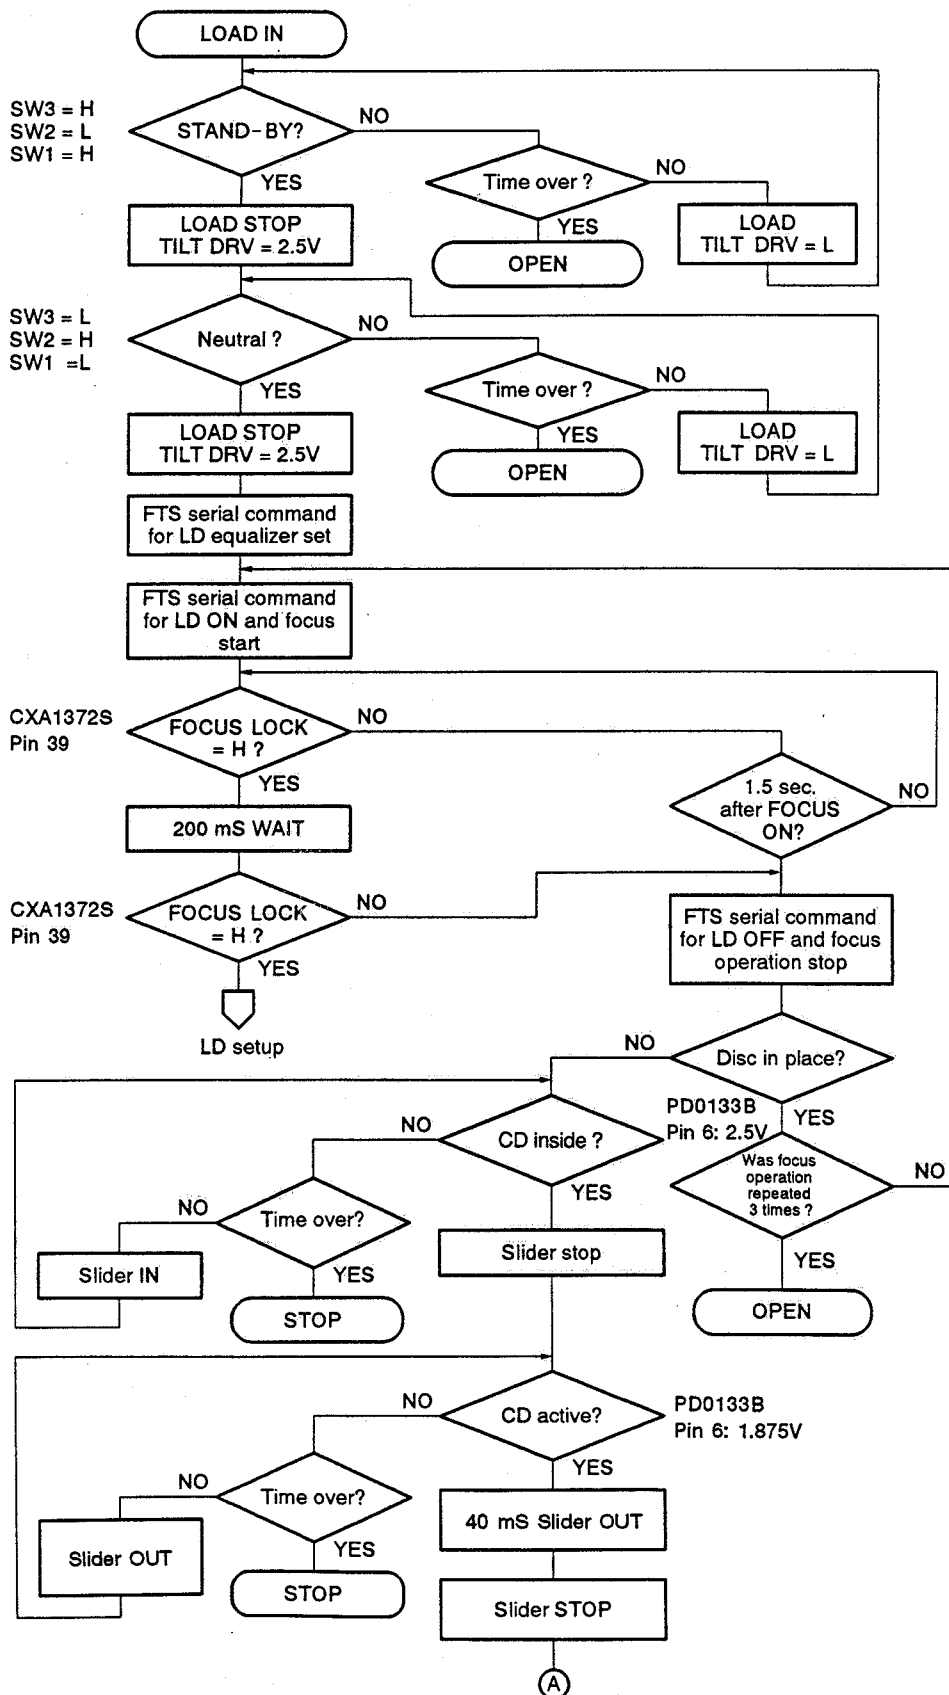 LOAD IN
SW3 = H
SW2 = L
SW1 = H
STAND-BY?
NO
YES
Time over ?
NO
YES
LOAD STOP
TILT DRV = 2.5V
OPEN
LOAD
TILT DRV = L
SW3 = L
SW2 = H
SW1 =L
Neutral ?
NO
YES
Time over ?
NO
YES
LOAD STOP
TILT DRV = 2.5V
OPEN
LOAD
TILT DRV = L
FTS serial command
for LD equalizer set
FTS serial command
for LD ON and focus
start
CXA1372S
Pin 39
FOCUS LOCK
= H ?
NO
YES
1.5 sec.
after FOCUS
ON?
NO
200 mS WAIT
CXA1372S
Pin 39
FOCUS LOCK
= H ?
NO
YES
FTS serial command
for LD OFF and focus
operation stop
LD setup
NO
Disc in place?
YES
PD0133B
Pin 6: 2.5V
NO
CD inside ?
YES
Was focus
operation
repeated
3 times ?
NO
YES
NO
Time over?
YES
Slider IN
STOP
Slider stop
OPEN
NO
CD active?
YES
PD0133B
Pin 6: 1.875V
NO
Time over?
YES
Slider OUT
STOP
40 mS Slider OUT
Slider STOP
A